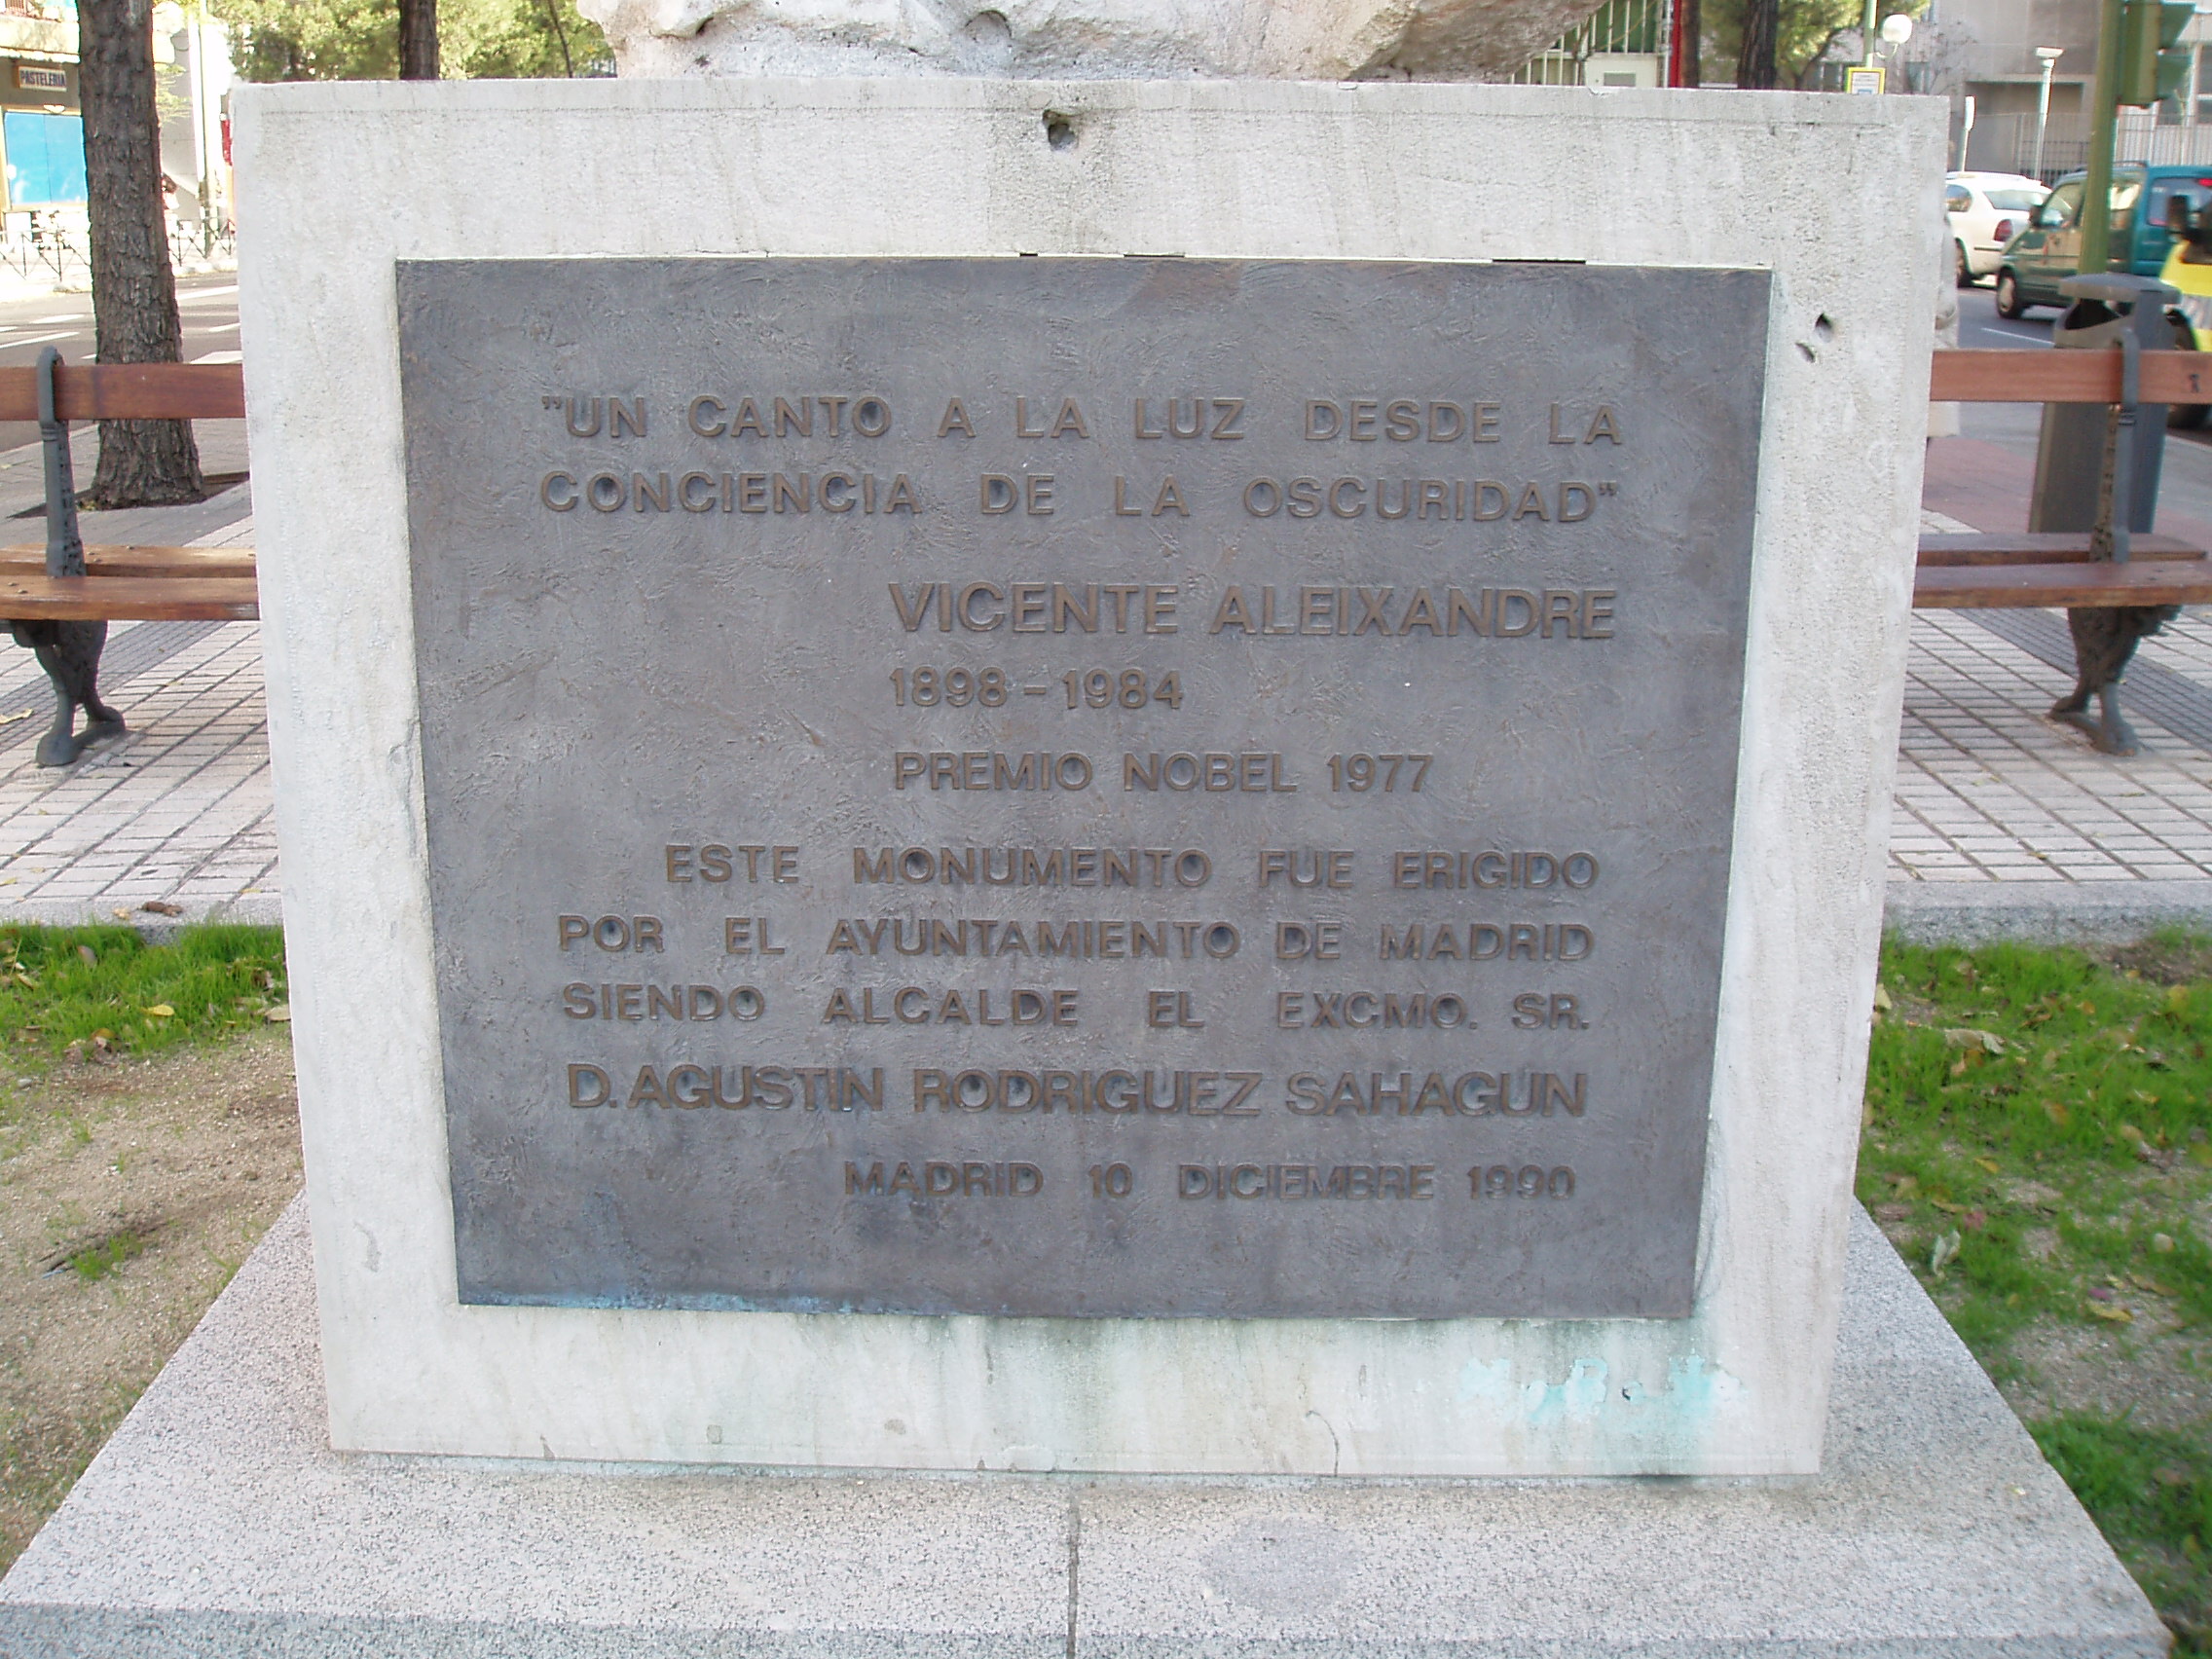 PASTELERIA
"UN CANTO A LA LUZ DESDE LA
CONCIENCIA DE LA OSCURIDAD"
VICENTE ALEIXANDRE
1898 - 1984
PREMIO NOBEL 1977
ESTE MONUMENTO FUE ERIGIDO
POR EL AYUNTAMIENTO DE MADRID
SIENDO ALCALDE EL EXCMO. SR.
D. AGUSTIN RODRIGUEZ SAHAGUN
MADRID 10 DICIEMBRE 1990